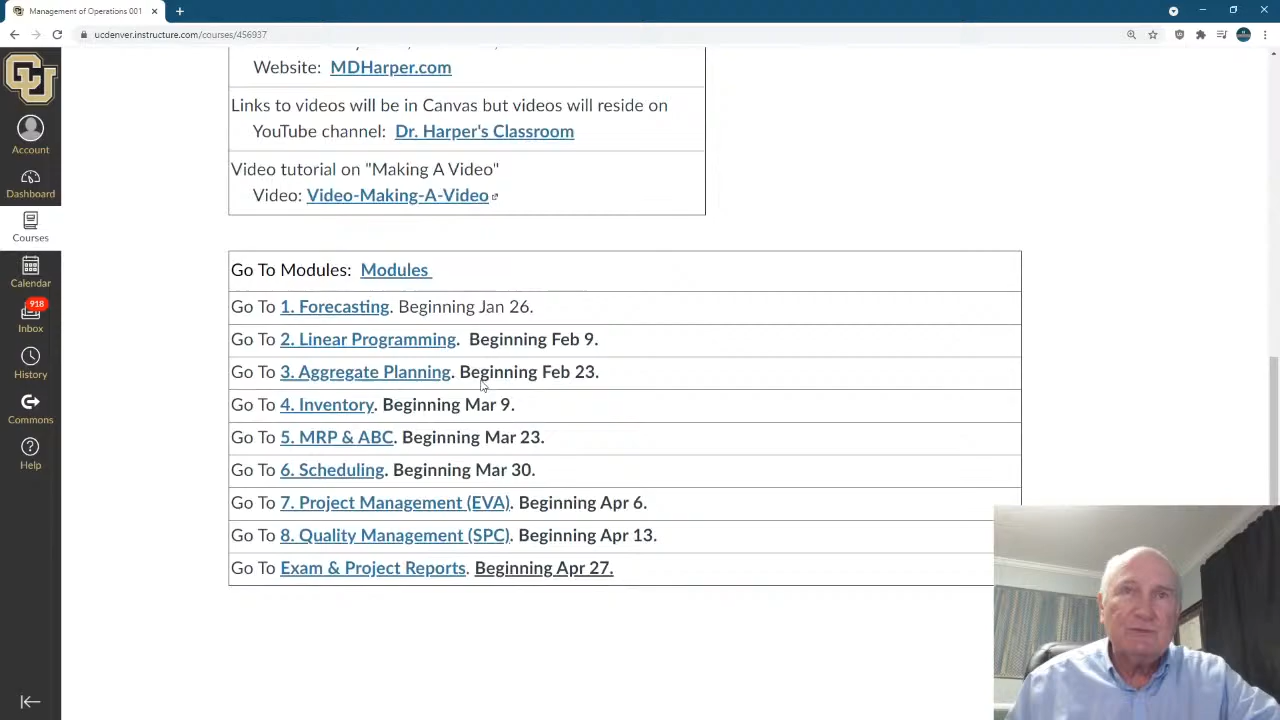 Management of Operations 001
ucdenver.instructure.com/courses/456937
CU
Account
Dashboard
Courses
Calendar
918
Inbox
History
Commons
Help
Website: MDHarper.com
Links to videos will be in Canvas but videos will reside on
YouTube channel: Dr. Harper's Classroom
Video tutorial on "Making A Video"
Video: Video-Making-A-Video
Go To Modules: Modules
Go To 1. Forecasting. Beginning Jan 26.
Go To 2. Linear Programming. Beginning Feb 9.
Go To 3. Aggregate Planning. Beginning Feb 23.
Go To 4. Inventory. Beginning Mar 9.
Go To 5. MRP & ABC. Beginning Mar 23.
Go To 6. Scheduling. Beginning Mar 30.
Go To 7. Project Management (EVA). Beginning Apr 6.
Go To 8. Quality Management (SPC). Beginning Apr 13.
Go To Exam & Project Reports. Beginning Apr 27.